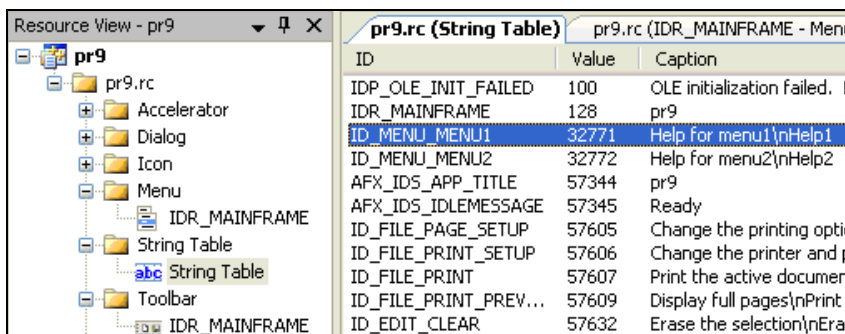 Resource View - pr9
pr9
pr9.rc
Accelerator
Dialog
Icon
Menu
IDR_MAINFRAME
String Table
abc String Table
Toolbar
IDR_MAINFRAME
pr9.rc (String Table) pr9.rc (IDR_MAINFRAME - Menu
ID Value Caption
IDP_OLE_INIT_FAILED 100 OLE initialization failed.
IDR_MAINFRAME 128 pr9
ID_MENU_MENU1 32771 Help for menu1\nHelp1
ID_MENU_MENU2 32772 Help for menu2\nHelp2
AFX_IDS_APP_TITLE 57344 pr9
AFX_IDS_IDLEMESSAGE 57345 Ready
ID_FILE_PAGE_SETUP 57605 Change the printing opti
ID_FILE_PRINT_SETUP 57606 Change the printer and p
ID_FILE_PRINT 57607 Print the active documen
ID_FILE_PRINT_PREV... 57609 Display full pages\nPrint
ID_EDIT_CLEAR 57632 Erase the selection\nEra